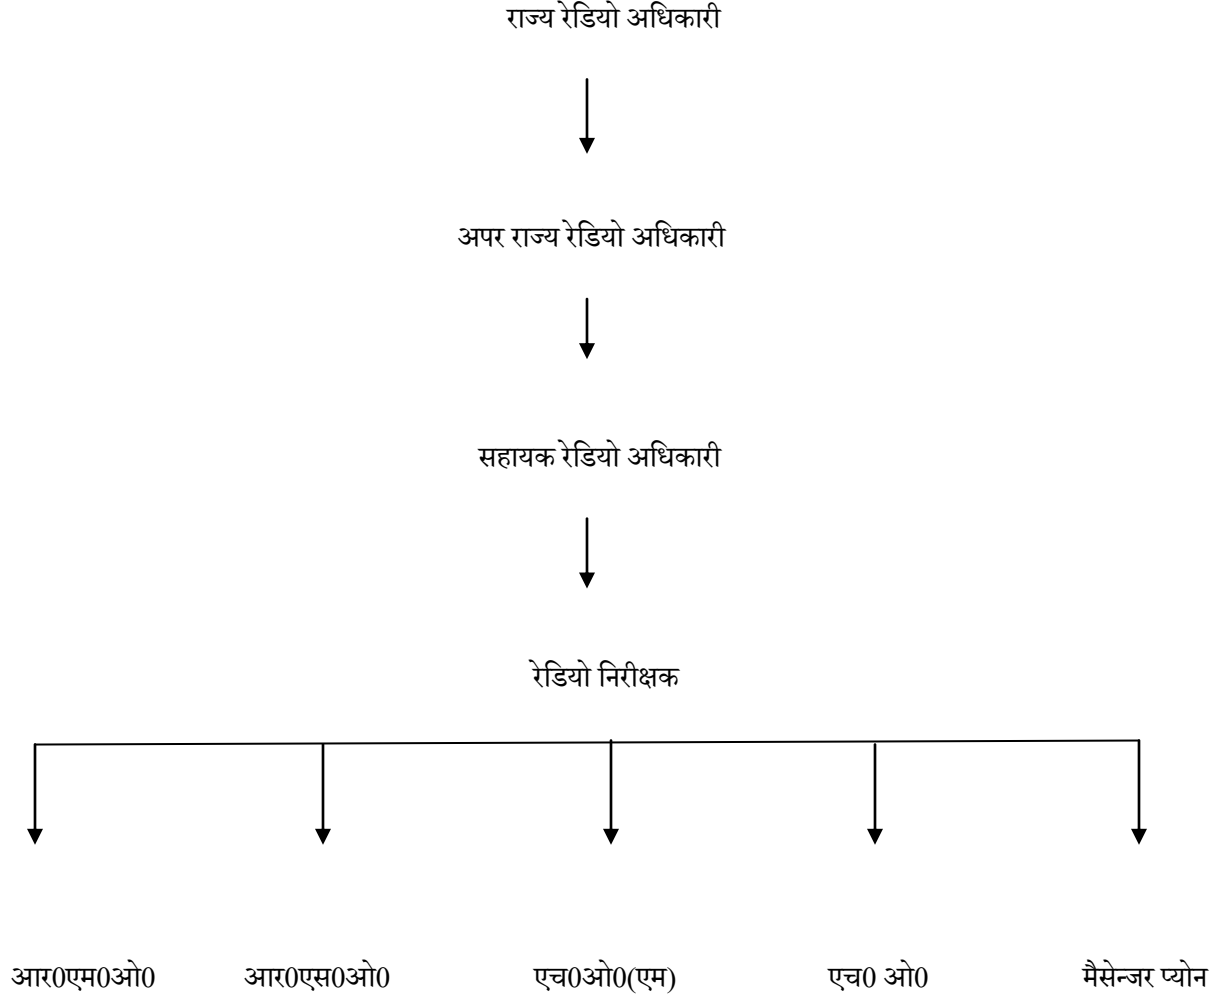 राज्य रेडियो अधिकारी
अपर राज्य रेडियो अधिकारी
सहायक रेडियो अधिकारी
रेडियो निरीक्षक
आर0एम0ओ0 आर0एस0ओ0 एच0ओ0(एम) एच0 ओ0 मैसेन्जर प्योन